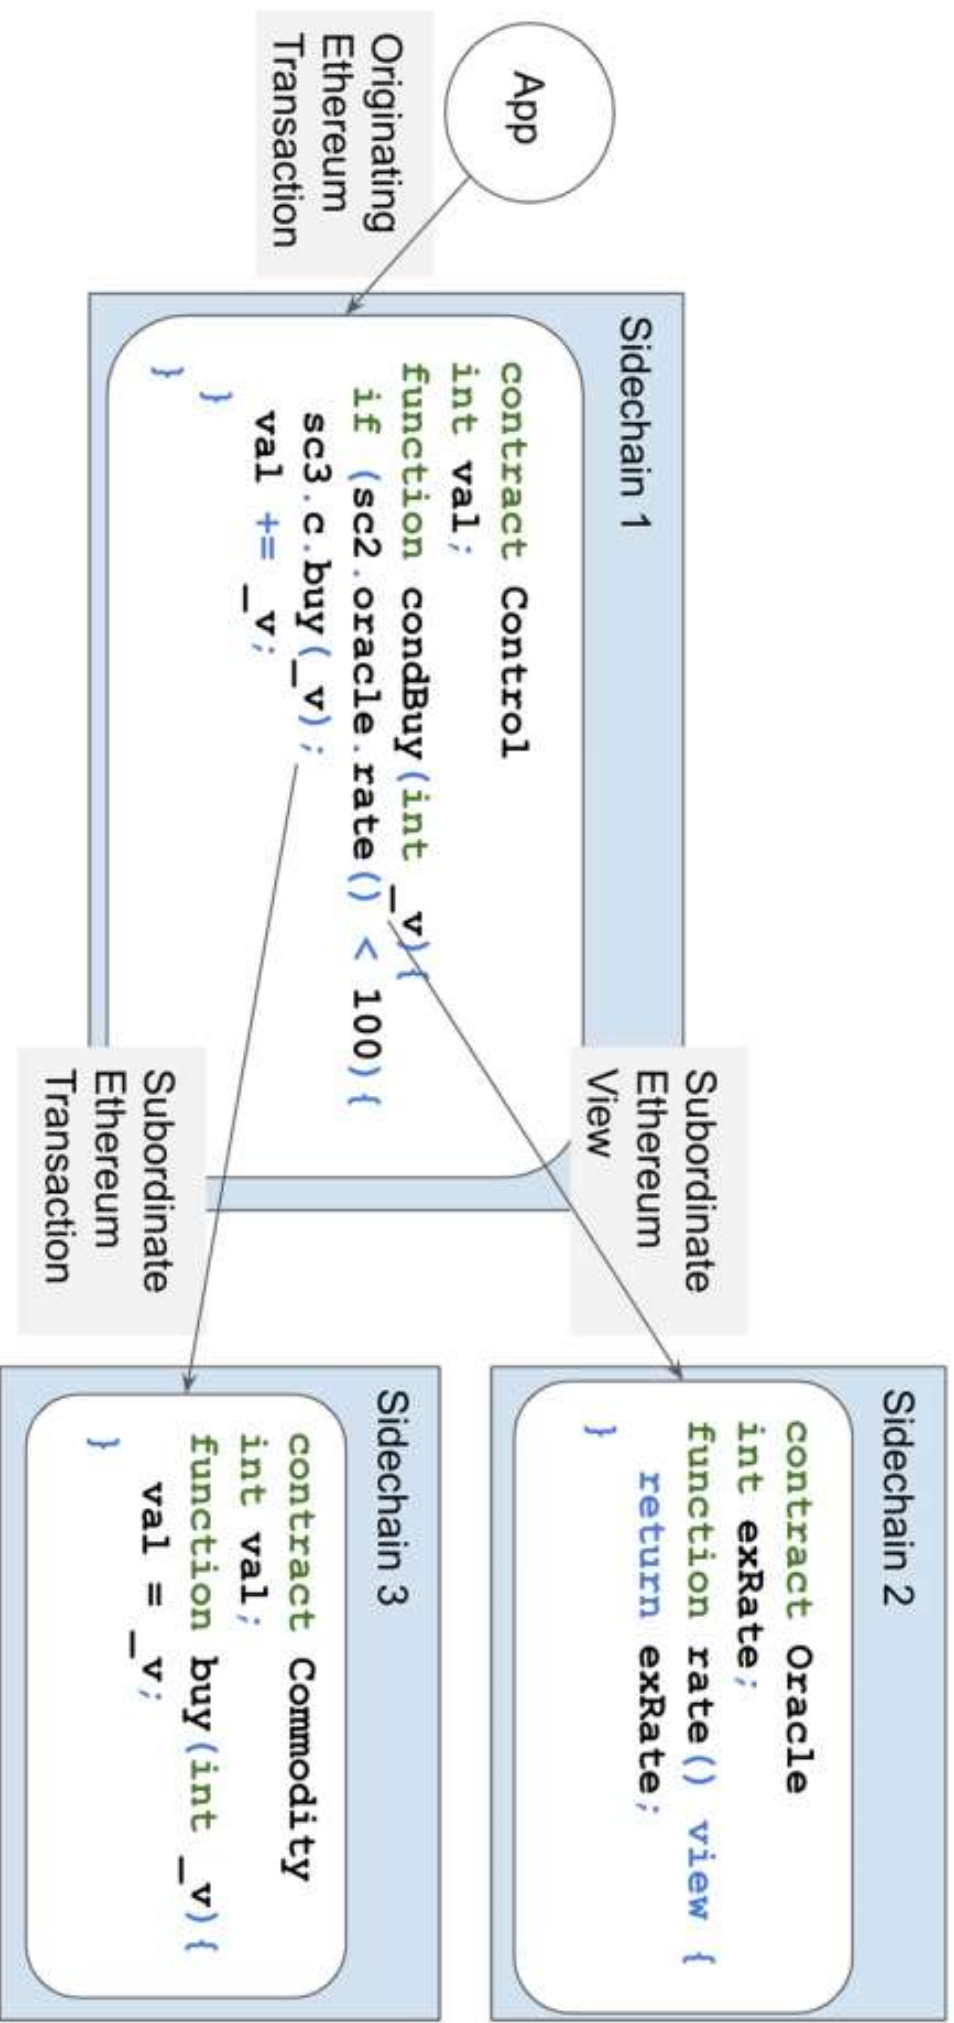 App
Originating
Ethereum
Transaction
Sidechain 1
contract Control
int val;
function condBuy(int _v){
if (sc2.oracle.rate() < 100){
sc3.c.buy(_v);
val += _v;
}
}
Subordinate
Ethereum
View
Subordinate
Ethereum
Transaction
Sidechain 2
contract Oracle
int exRate;
function rate() view {
return exRate;
}
Sidechain 3
contract Commodity
int val;
function buy(int _v){
val = _v;
}